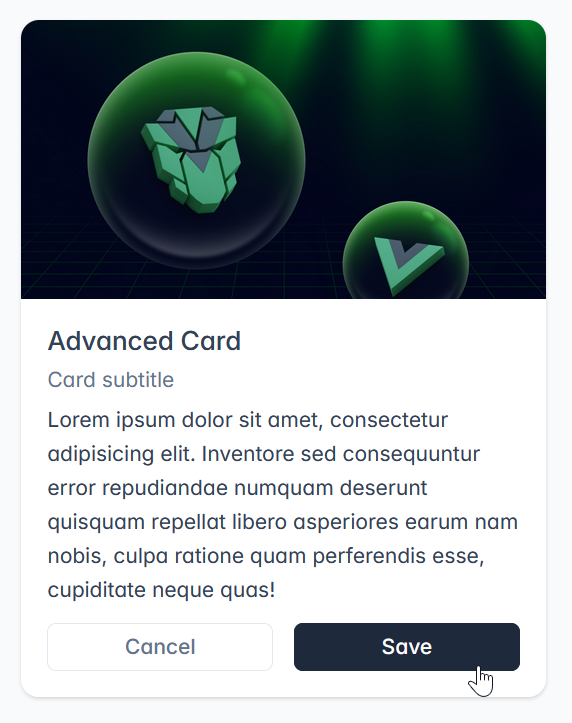 Advanced Card
Card subtitle
Lorem ipsum dolor sit amet, consectetur
adipisicing elit. Inventore sed consequuntur
error repudiandae numquam deserunt
quisquam repellat libero asperiores earum nam
nobis, culpa ratione quam perferendis esse,
cupiditate neque quas!
Cancel
Save